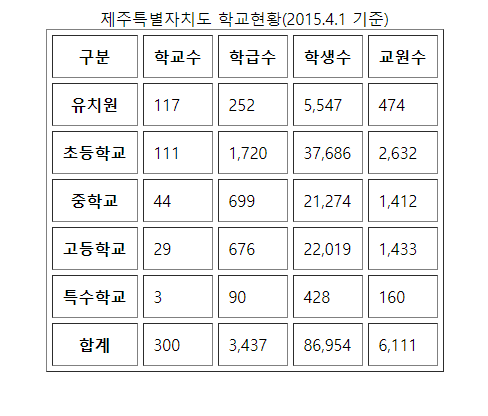 제주특별자치도 학교현황(2015.4.1 기준)
구분 학교수 학급수 학생수 교원수
유치원 117 252 5,547 474
초등학교 111 1,720 37,686 2,632
중학교 44 699 21,274 1,412
고등학교 29 676 22,019 1,433
특수학교 3 90 428 160
합계 300 3,437 86,954 6,111